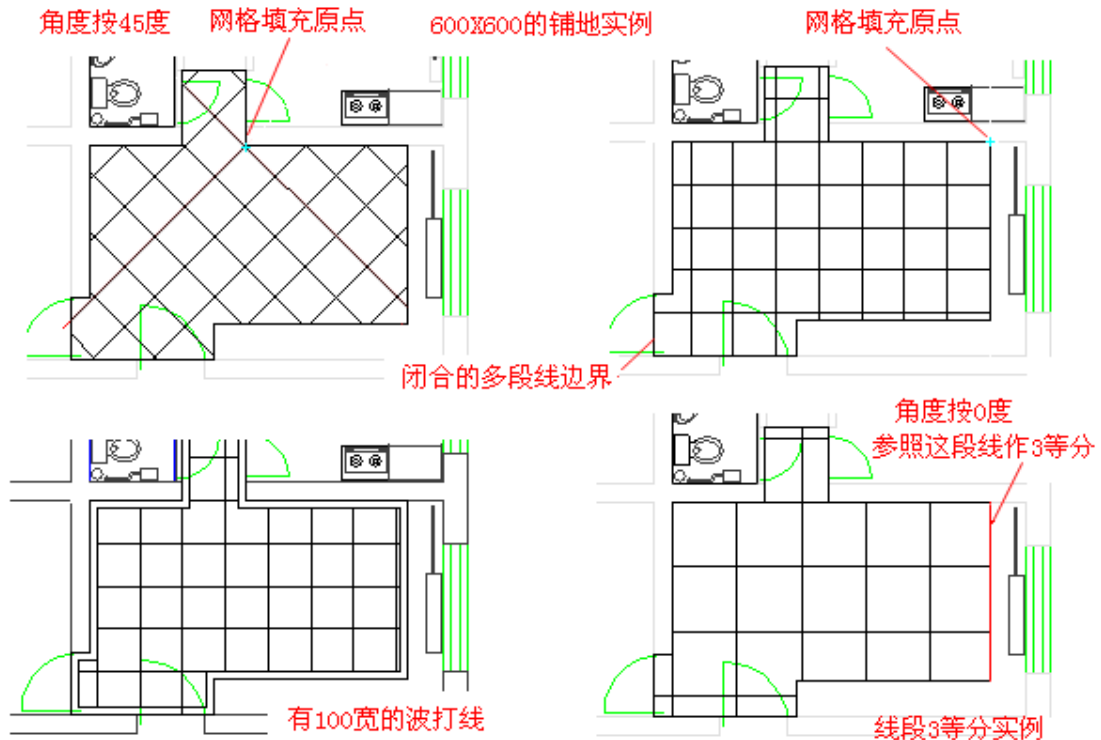 角度按45度
网格填充原点
600X600的铺地实例
网格填充原点
闭合的多段线边界
角度按0度
参照这段线作3等分
有100宽的波打线
线段3等分实例